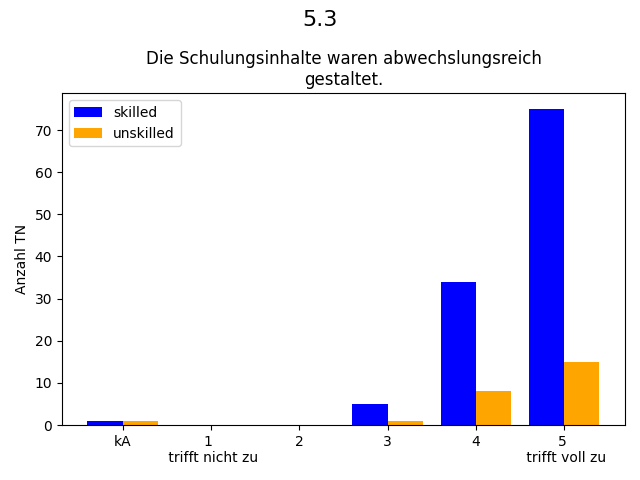 5.3
Die Schulungsinhalte waren abwechslungsreich
gestaltet.
skilled
unskilled
Anzahl TN
70
60
50
40
30
20
10
0
kA 1 2 3 4 5
trifft nicht zu trifft voll zu